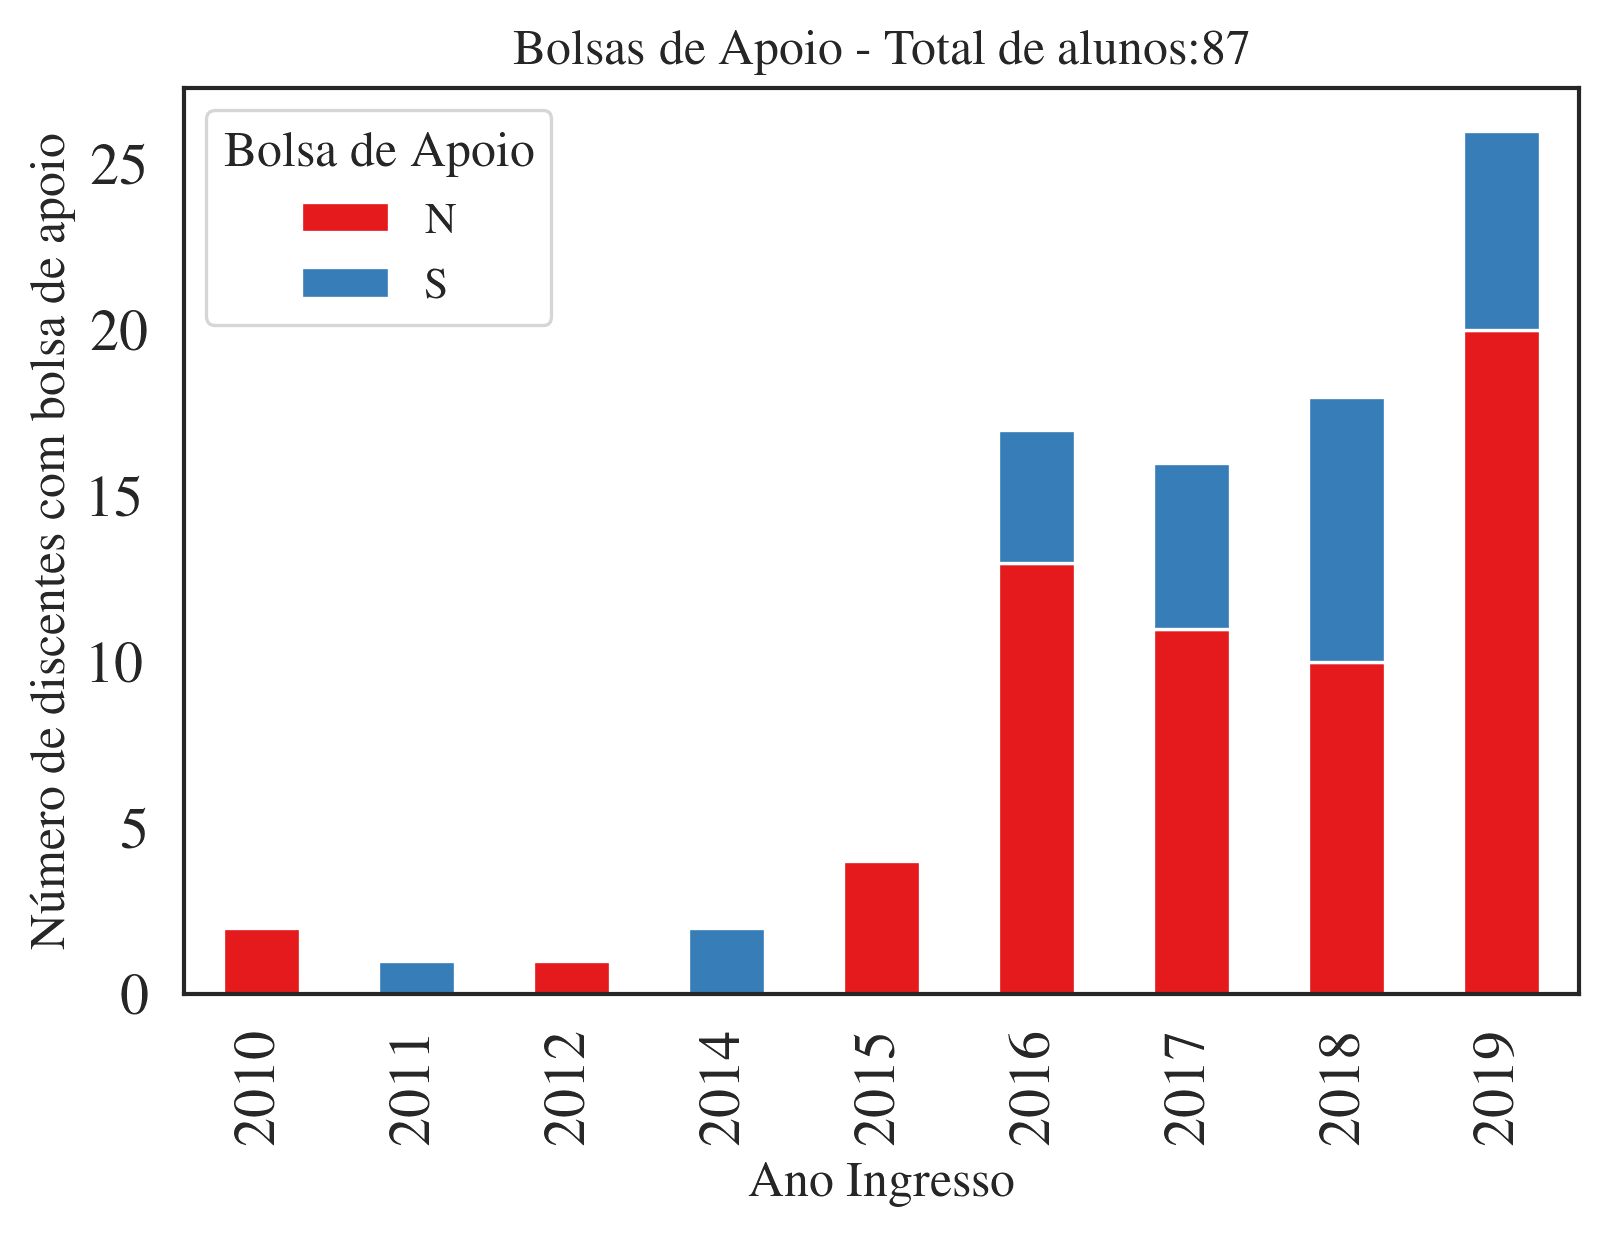 Bolsas de Apoio - Total de alunos:87
Bolsa de Apoio
N
S
Número de discentes com bolsa de apoio
25
20
15
10
5
0
2010
2011
2012
2014
2015
2016
2017
2018
2019
Ano Ingresso